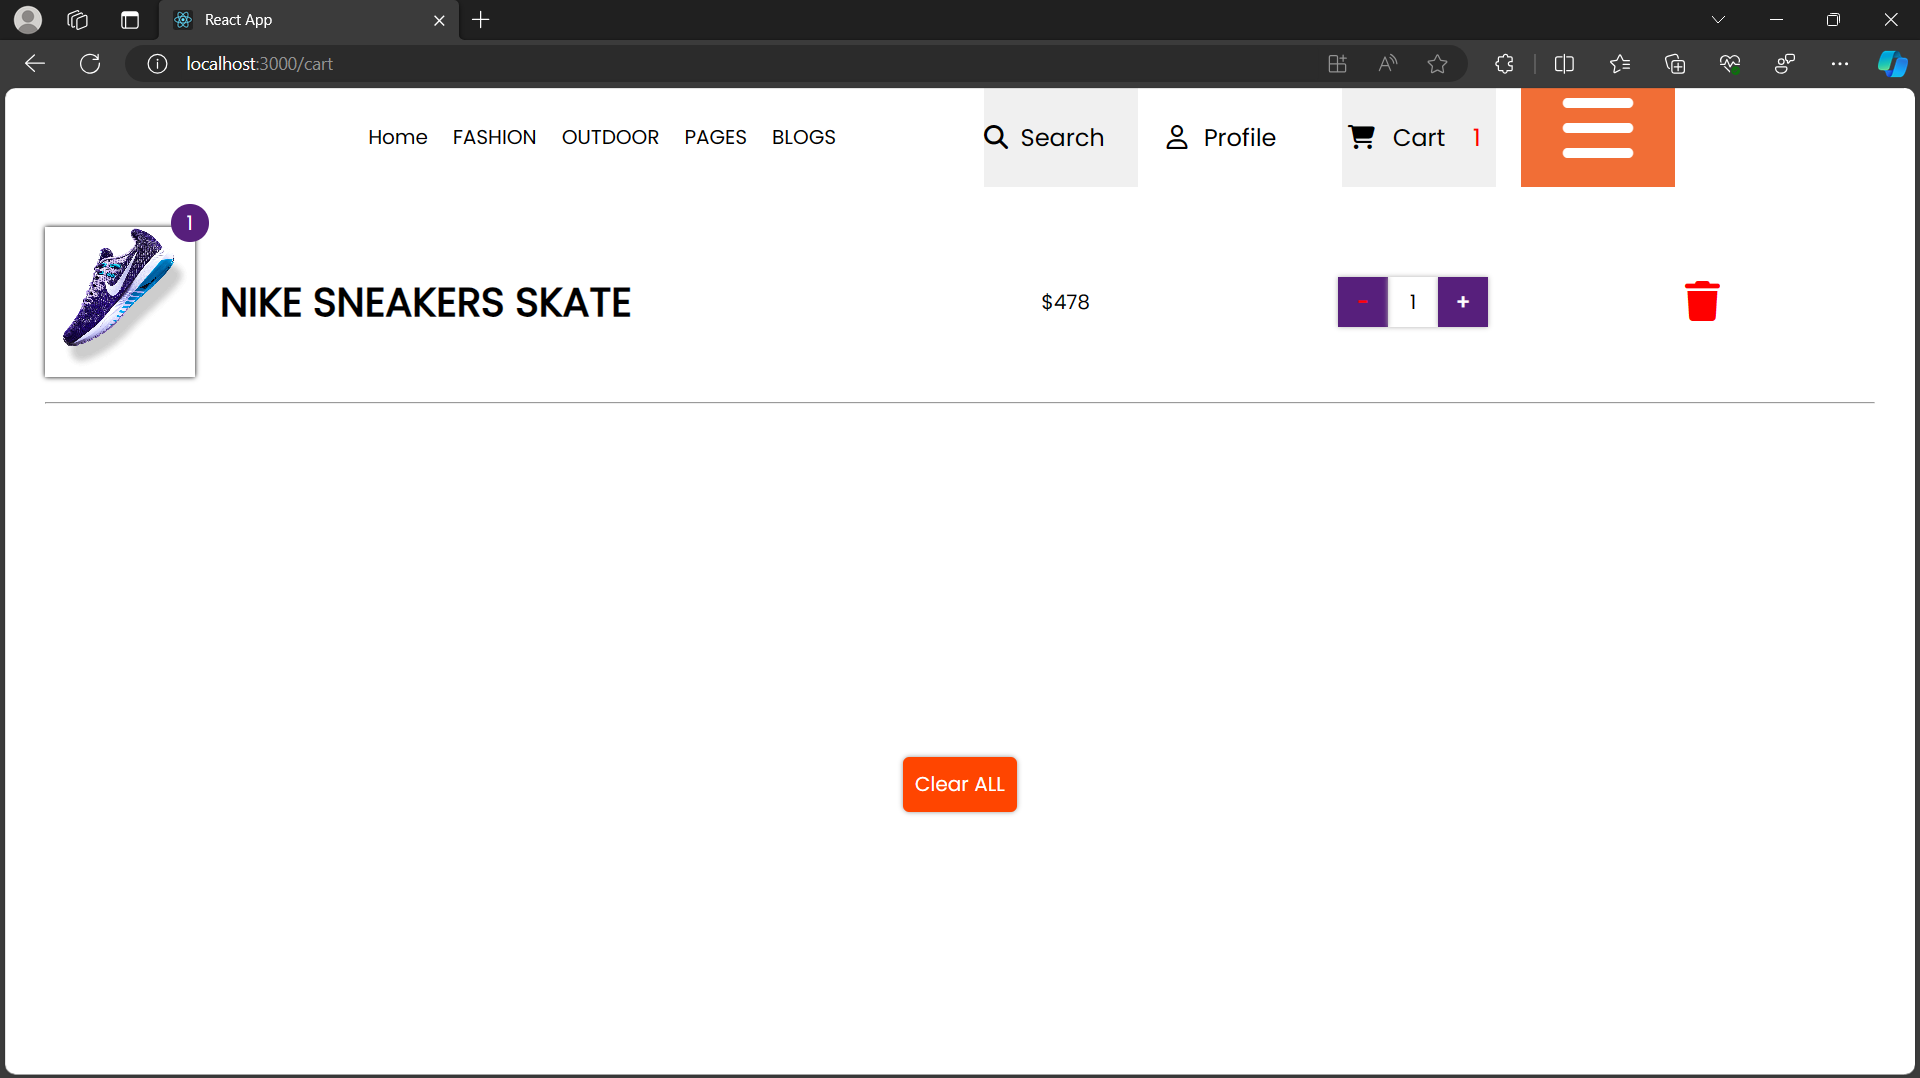 React App
localhost:3000/cart
Home FASHION OUTDOOR PAGES BLOGS Search Profile Cart 1
1
NIKE SNEAKERS SKATE $478 - 1 +
Clear ALL